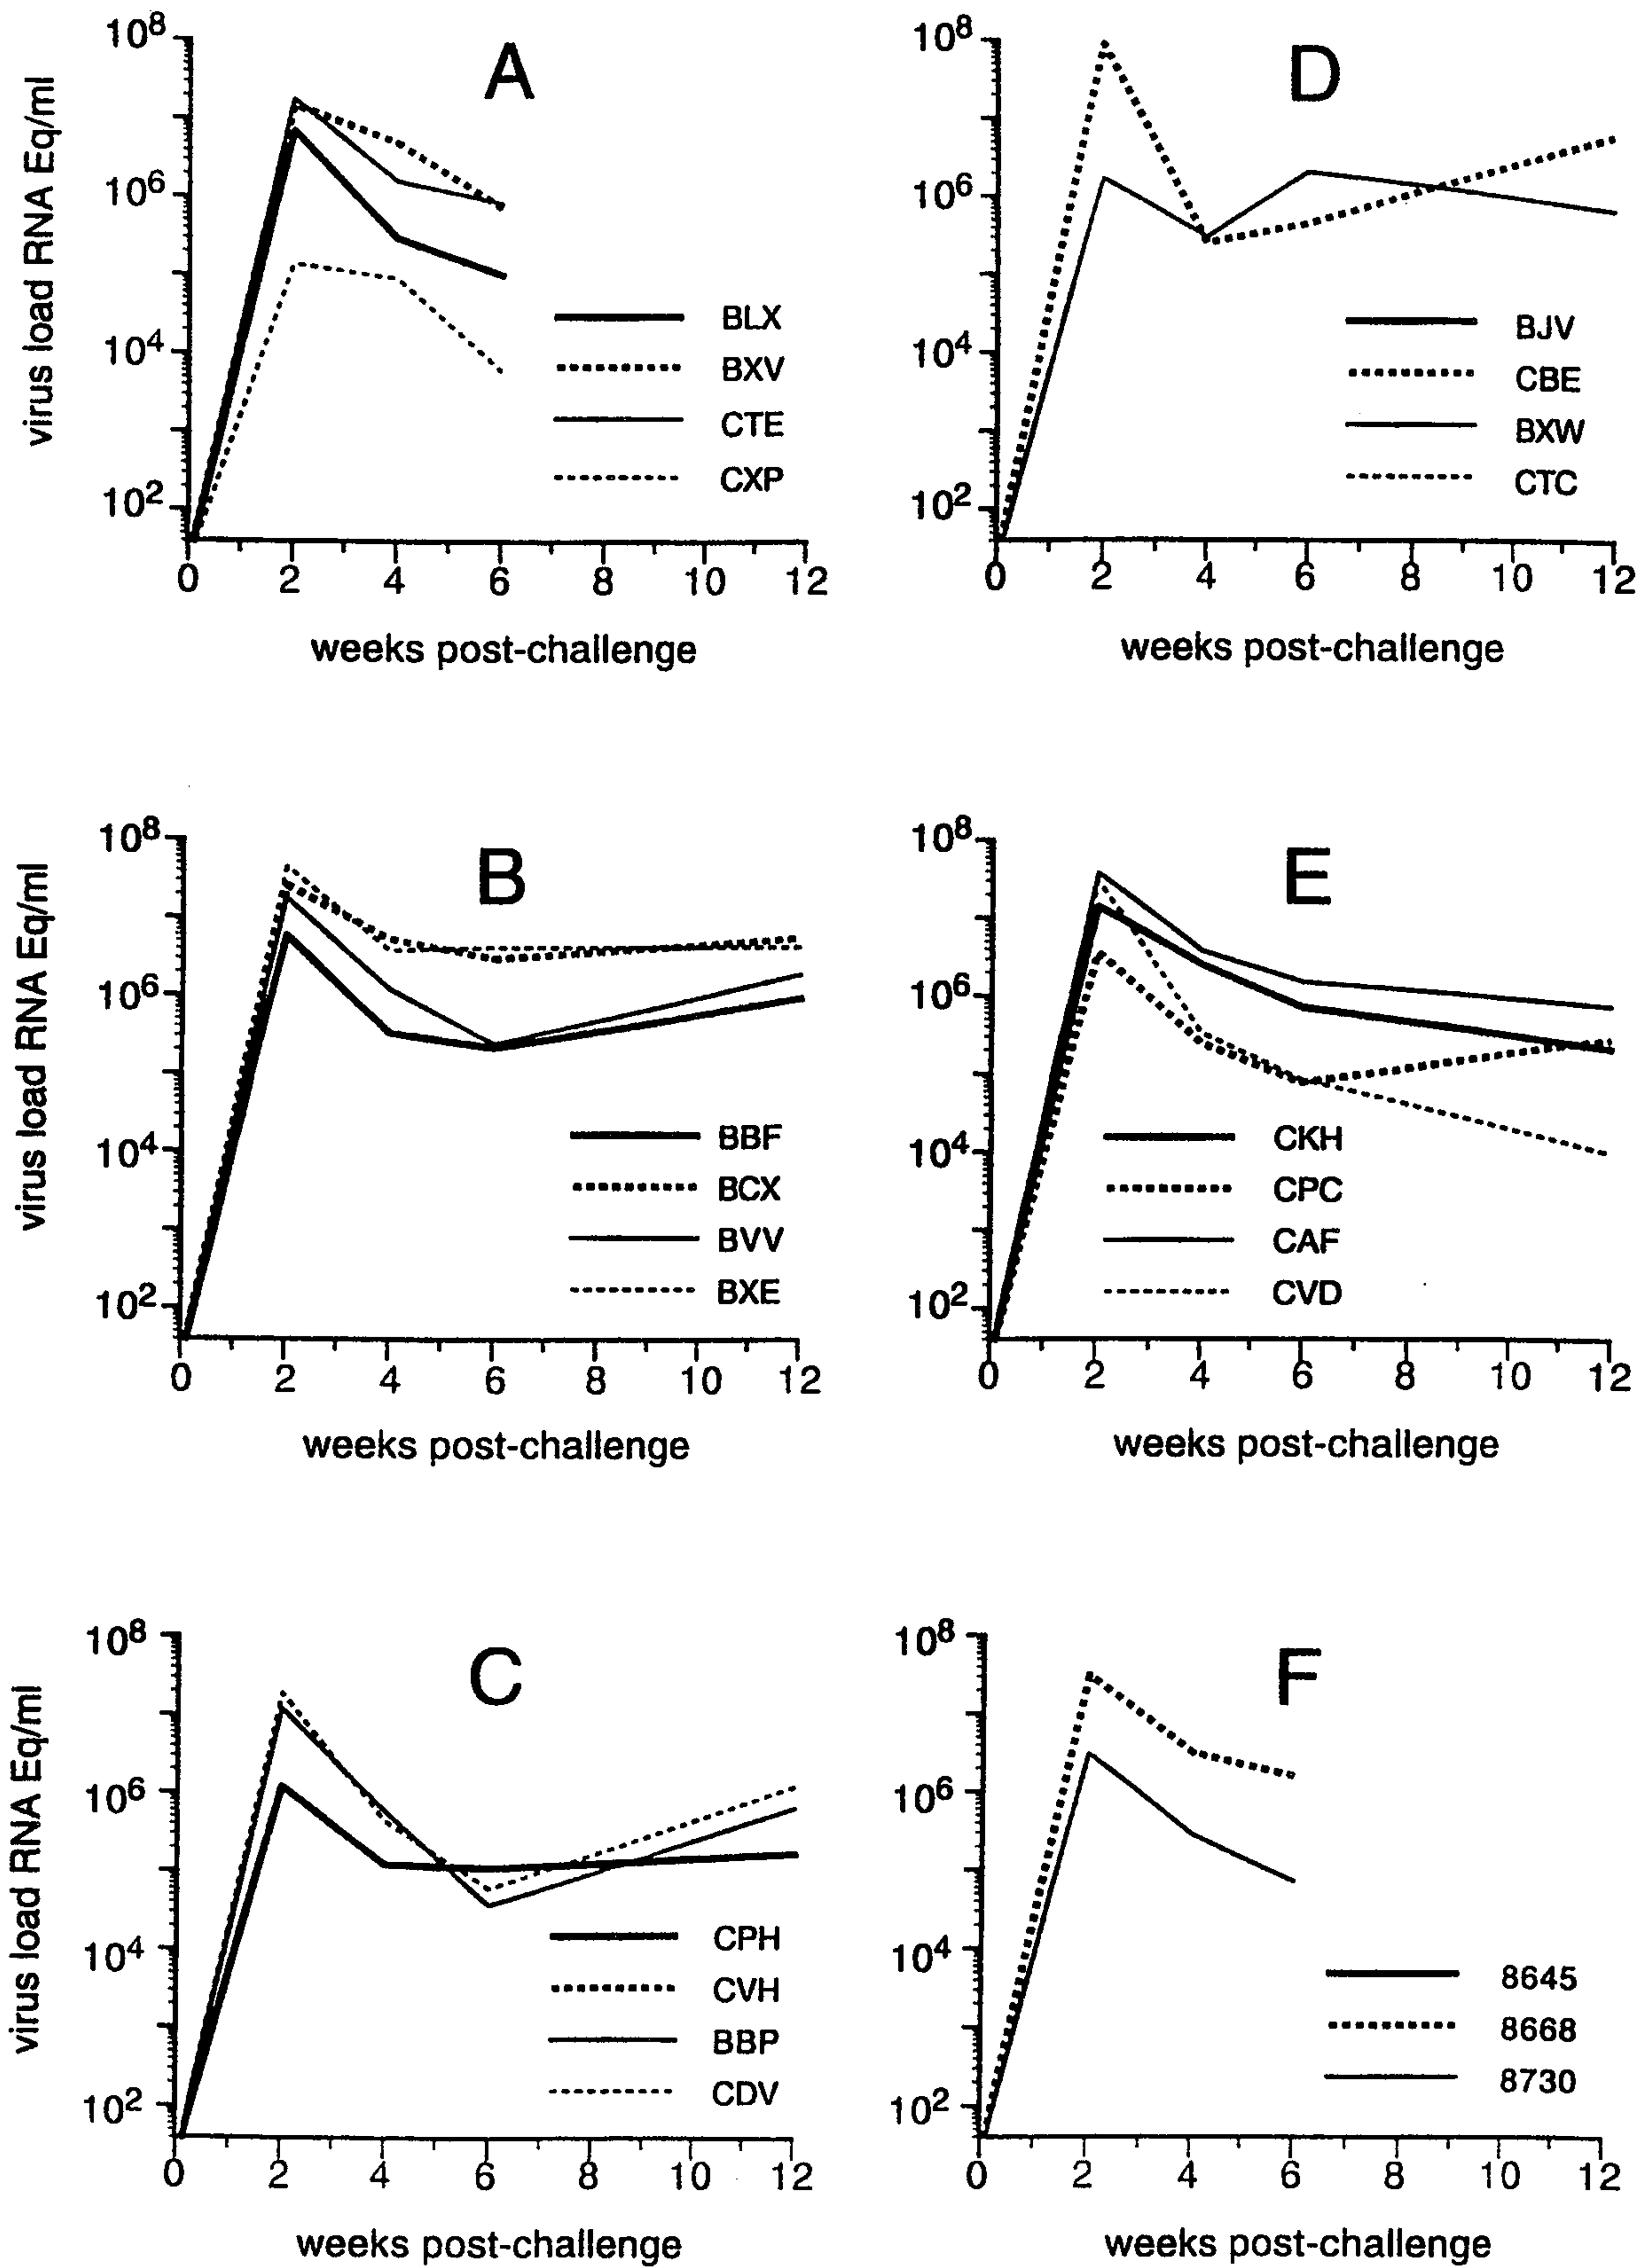 A
virus load RNA Eq/ml
10⁸
10⁶
10⁴
10²
BLX
BXV
CTE
CXP
0 2 4 6 8 10 12
weeks post-challenge
D
10⁸
10⁶
10⁴
10²
BJV
CBE
BXW
CTC
0 2 4 6 8 10 12
weeks post-challenge
B
virus load RNA Eq/ml
10⁸
10⁶
10⁴
10²
BBF
BCX
BVV
BXE
0 2 4 6 8 10 12
weeks post-challenge
E
10⁸
10⁶
10⁴
10²
CKH
CPC
CAF
CVD
0 2 4 6 8 10 12
weeks post-challenge
C
virus load RNA Eq/ml
10⁸
10⁶
10⁴
10²
CPH
CVH
BBP
CDV
0 2 4 6 8 10 12
weeks post-challenge
F
10⁸
10⁶
10⁴
10²
8645
8668
8730
0 2 4 6 8 10 12
weeks post-challenge